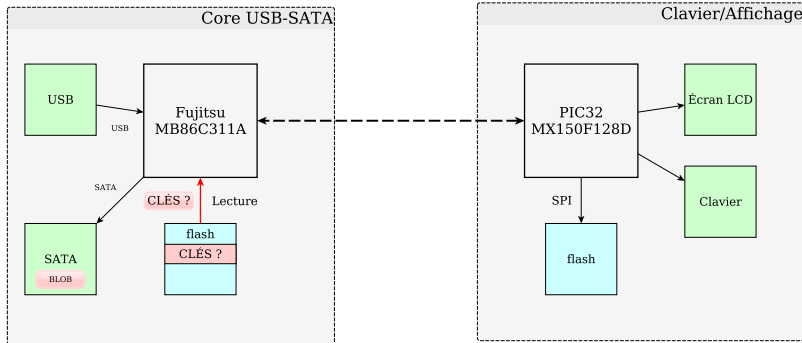 Core USB-SATA
Clavier/Affichage
USB
USB
Fujitsu
MB86C311A
PIC32
MX150F128D
Écran LCD
SATA
CLÉS ?
Lecture
SPI
Clavier
SATA
BLOB
flash
CLÉS ?
flash